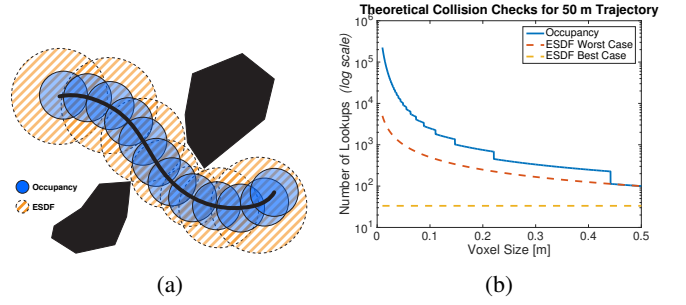 Occupancy
ESDF
(a)
Theoretical Collision Checks for 50 m Trajectory
Number of Lookups (log scale)
10^6
10^5
10^4
10^3
10^2
10^1
0
0.1
0.2
0.3
0.4
0.5
Voxel Size [m]
Occupancy
ESDF Worst Case
ESDF Best Case
(b)